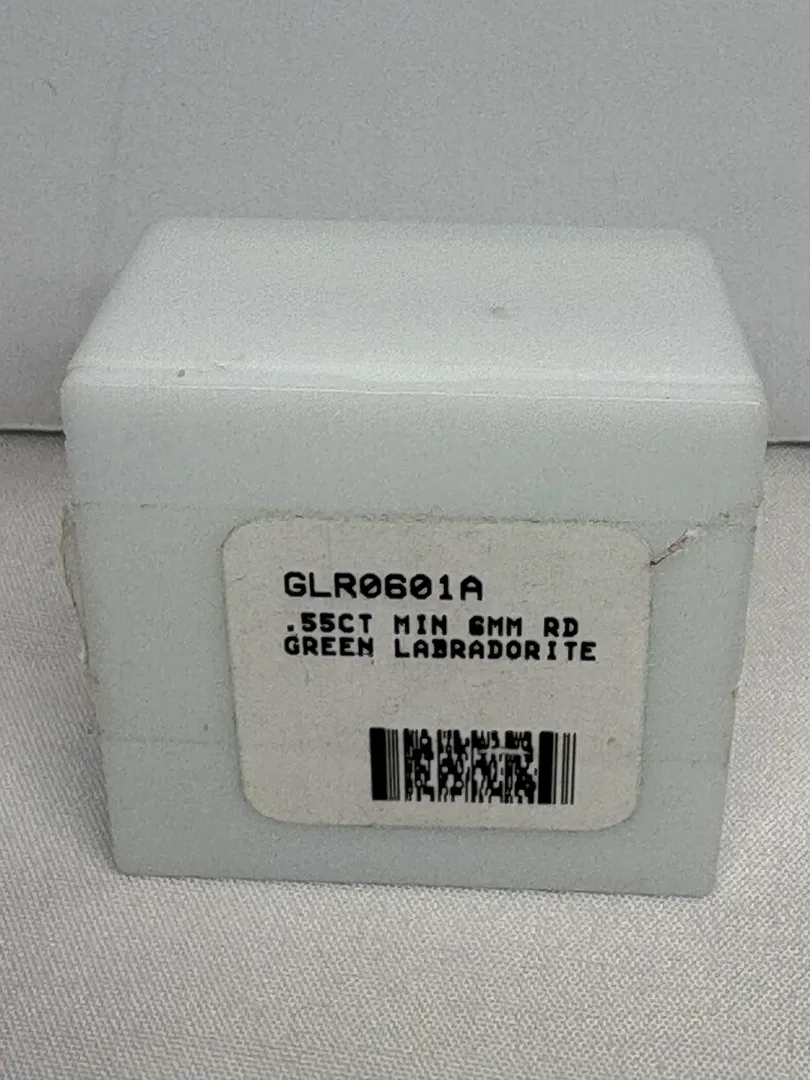 GLR0601A
.55CT MIN 6MM RD
GREEN LABRADORITE